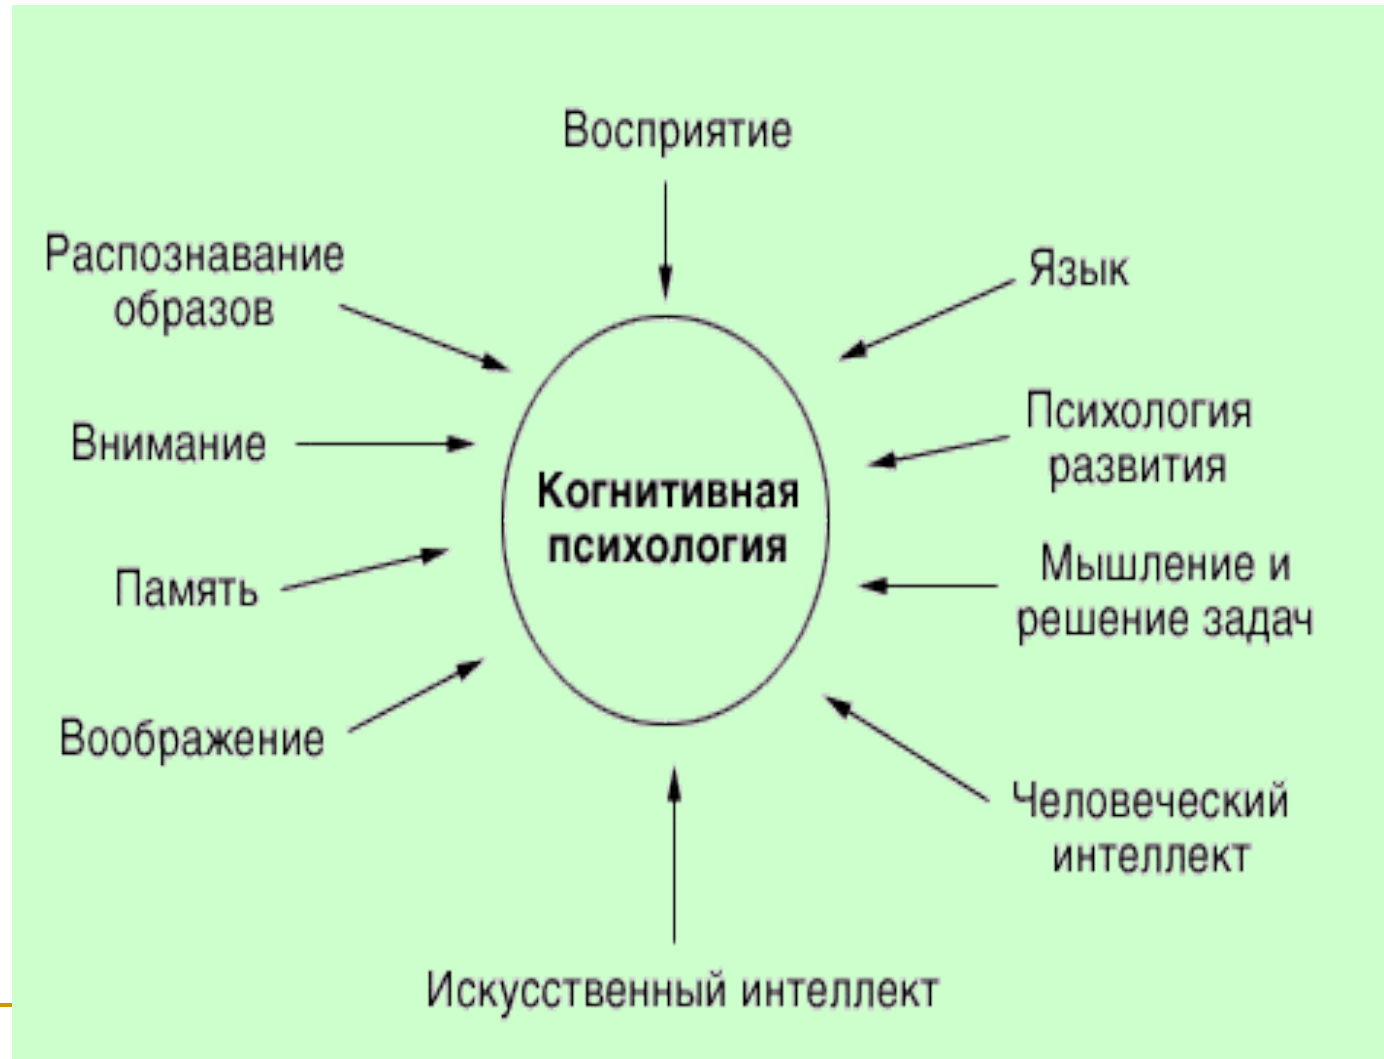 Восприятие
Распознавание
образов
Язык
Внимание
Психология
развития
Когнитивная
психология
Память
Мышление и
решение задач
Воображение
Человеческий
интеллект
Искусственный интеллект